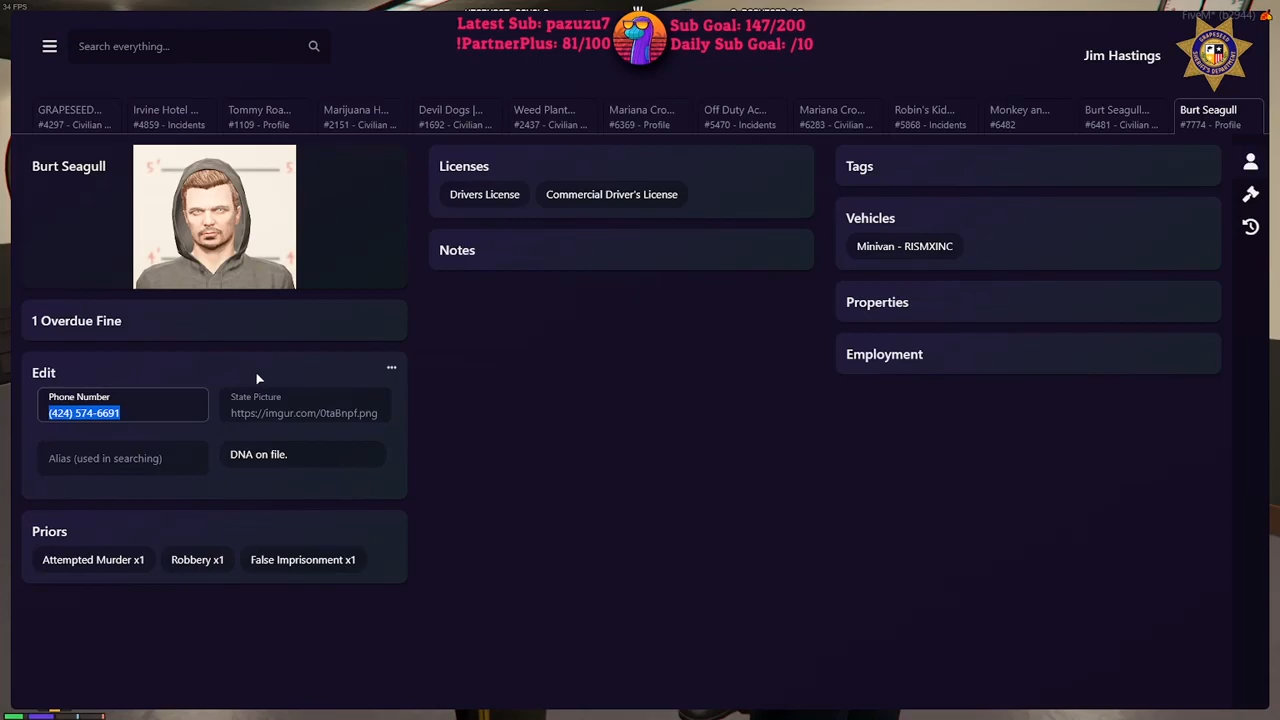 34 FPS
FiveM* (b2944)
Latest Sub: pazuzu7
!PartnerPlus: 81/100
Sub Goal: 147/200
Daily Sub Goal: /10
Search everything...
Jim Hastings
GRAPESEED
GRAPESEED...
#4297 - Civilian ...
Irvine Hotel ...
#4859 - Incidents
Tommy Roa...
#1109 - Profile
Marijuana H...
#2151 - Civilian ...
Devil Dogs |...
#1692 - Civilian ...
Weed Plant...
#2437 - Civilian ...
Mariana Cro...
#6369 - Profile
Off Duty Ac...
#5470 - Incidents
Mariana Cro...
#6283 - Civilian ...
Robin's Kid...
#5868 - Incidents
Monkey an...
#6482
Burt Seagull...
#6481 - Civilian ...
Burt Seagull
#7774 - Profile
Burt Seagull
1 Overdue Fine
Edit
Phone Number
(424) 574-6691
State Picture
https://imgur.com/0taBnpf.png
Alias (used in searching)
DNA on file.
Priors
Attempted Murder x1
Robbery x1
False Imprisonment x1
Licenses
Drivers License
Commercial Driver's License
Notes
Tags
Vehicles
Minivan - RISMXINC
Properties
Employment